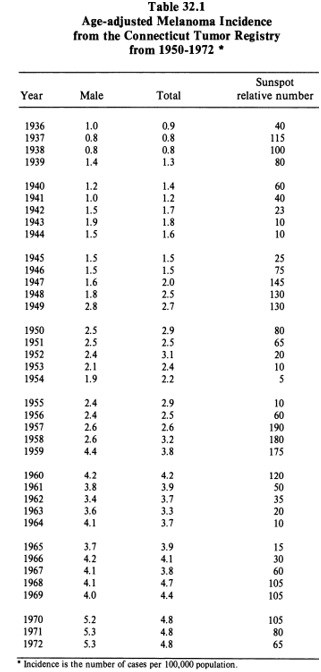 Table 32.1
Age-adjusted Melanoma Incidence
from the Connecticut Tumor Registry
from 1950-1972 *
Sunspot
Year Male Total relative number
1936 1.0 0.9 40
1937 0.8 0.8 115
1938 0.8 0.8 100
1939 1.4 1.3 80
1940 1.2 1.4 60
1941 1.0 1.2 40
1942 1.5 1.7 23
1943 1.9 1.8 10
1944 1.5 1.6 10
1945 1.5 1.5 25
1946 1.5 1.5 75
1947 1.6 2.0 145
1948 1.8 2.5 130
1949 2.8 2.7 130
1950 2.5 2.9 80
1951 2.5 2.5 65
1952 2.4 3.1 20
1953 2.1 2.4 10
1954 1.9 2.2 5
1955 2.4 2.9 10
1956 2.4 2.5 60
1957 2.6 2.6 190
1958 2.6 3.2 180
1959 4.4 3.8 175
1960 4.2 4.2 120
1961 3.8 3.9 50
1962 3.4 3.7 35
1963 3.6 3.3 20
1964 4.1 3.7 10
1965 3.7 3.9 15
1966 4.2 4.1 30
1967 4.1 3.8 60
1968 4.1 4.7 105
1969 4.0 4.4 105
1970 5.2 4.8 105
1971 5.3 4.8 80
1972 5.3 4.8 65
* Incidence is the number of cases per 100,000 population.